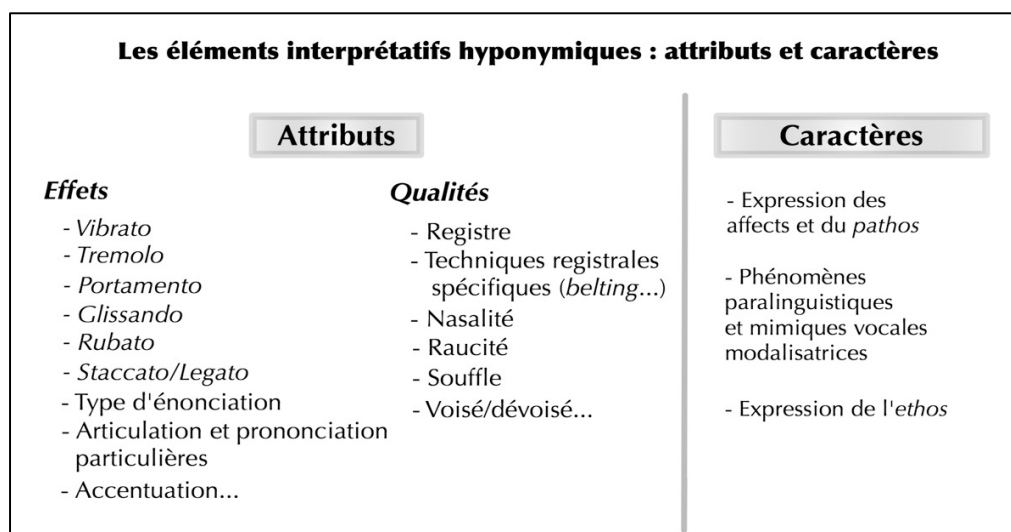 Les éléments interprétatifs hyponymiques : attributs et caractères
Attributs
Effets
- Vibrato
- Tremolo
- Portamento
- Glissando
- Rubato
- Staccato/Legato
- Type d'énonciation
- Articulation et prononciation
particulières
- Accentuation...
Qualités
- Registre
- Techniques registrales
spécifiques (belting...)
- Nasalité
- Raucité
- Souffle
- Voisé/dévoisé...
Caractères
- Expression des
affects et du pathos
- Phénomènes
paralinguistiques
et mimiques vocales
modalisatrices
- Expression de l'ethos